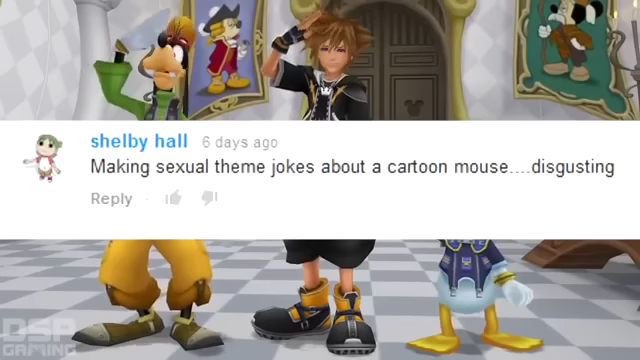 shelby hall 6 days ago
Making sexual theme jokes about a cartoon mouse....disgusting
Reply
DSP
GAMING